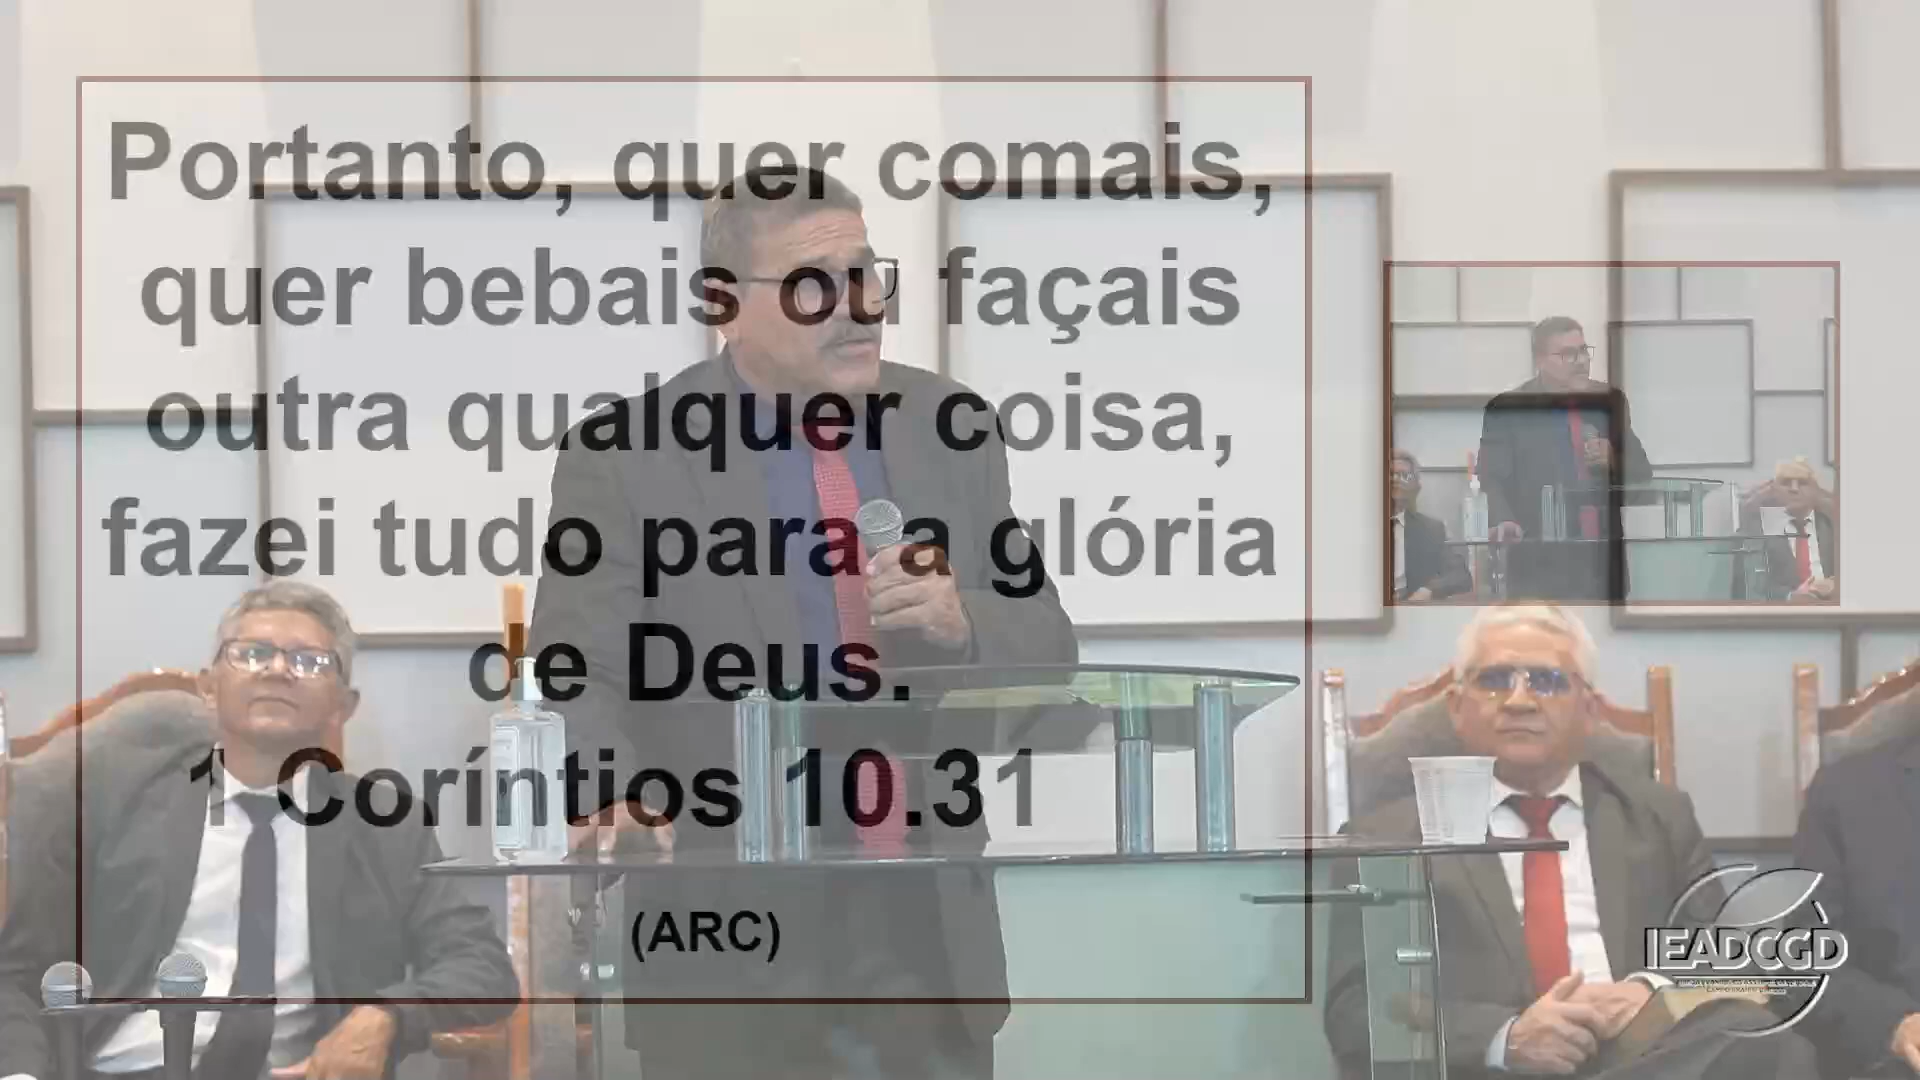 Portanto, quer comais,
quer bebais ou façais
outra qualquer coisa,
fazei tudo para a glória
de Deus.
1 Coríntios 10.31
(ARC)
IEADCGD